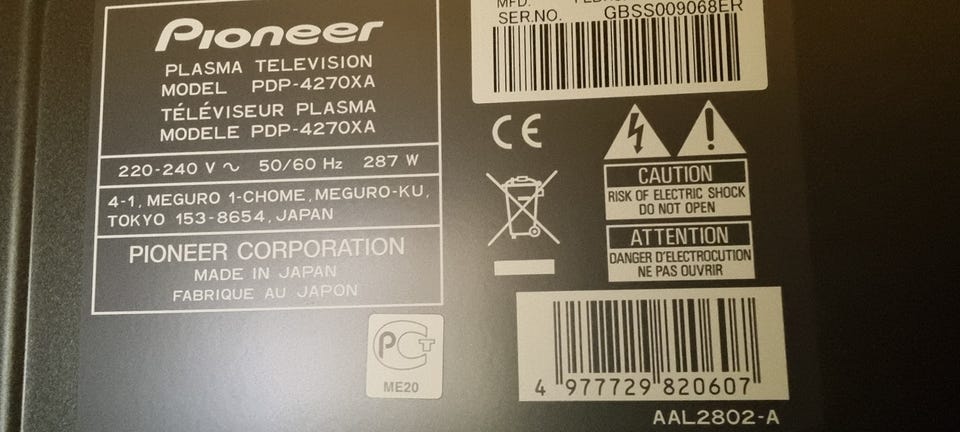 Pioneer
PLASMA TELEVISION
MODEL PDP-4270XA
TÉLÉVISEUR PLASMA
MODELE PDP-4270XA
220-240 V ~ 50/60 Hz 287 W
4-1, MEGURO 1-CHOME, MEGURO-KU,
TOKYO 153-8654, JAPAN
PIONEER CORPORATION
MADE IN JAPAN
FABRIQUE AU JAPON
MFD.
SER.NO. GBSS009068ER
CE
CAUTION
RISK OF ELECTRIC SHOCK
DO NOT OPEN
ATTENTION
DANGER D'ELECTROCUTION
NE PAS OUVRIR
PCT
ME20
4 977729 820607
AAL2802-A